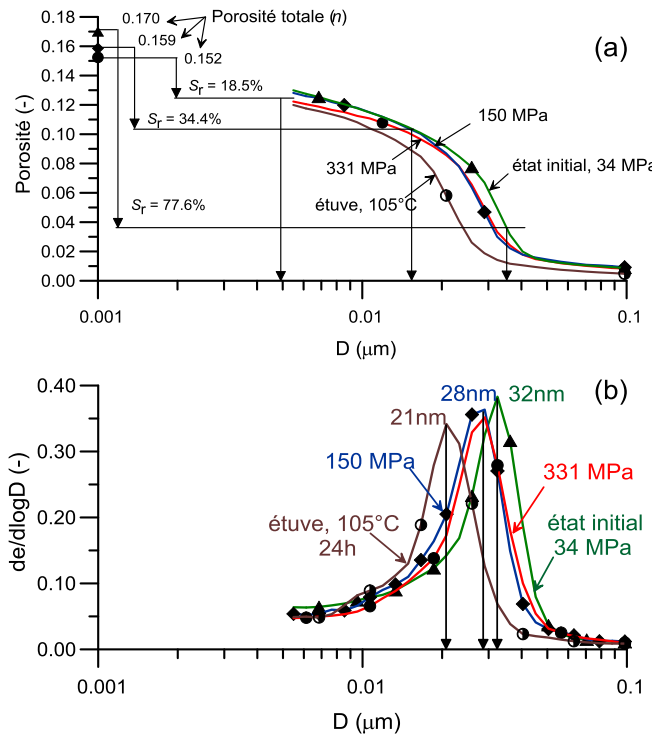 0.170
Porosité totale (n)
0.159
0.152
(a)
0.18
0.16
0.14
0.12
0.10
0.08
0.06
0.04
0.02
0.00
Porosité (-)
Sr = 18.5%
Sr = 34.4%
Sr = 77.6%
150 MPa
331 MPa
état initial, 34 MPa
étuve, 105°C
0.001
0.01
0.1
D (μm)
(b)
0.40
0.30
0.20
0.10
0.00
de/dlogD (-)
28nm
32nm
21nm
150 MPa
331 MPa
étuve, 105°C
24h
état initial
34 MPa
0.001
0.01
0.1
D (μm)